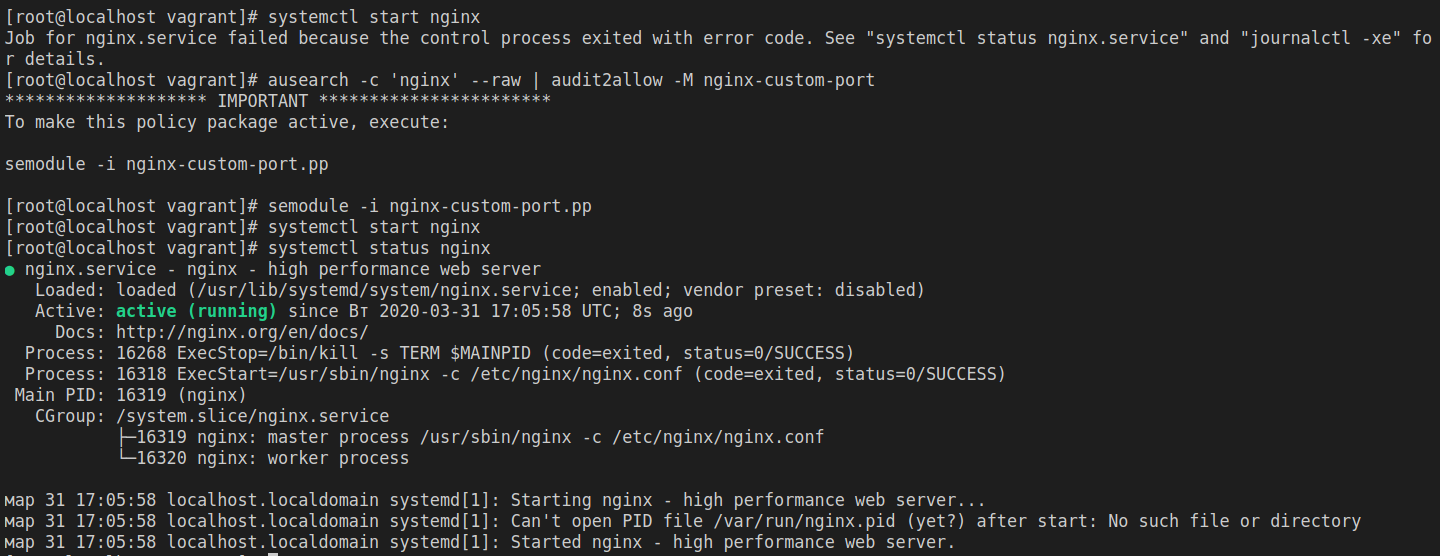 [root@localhost vagrant]# systemctl start nginx
Job for nginx.service failed because the control process exited with error code. See "systemctl status nginx.service" and "journalctl -xe" fo
r details.
[root@localhost vagrant]# ausearch -c 'nginx' --raw | audit2allow -M nginx-custom-port
******************** IMPORTANT ***********************
To make this policy package active, execute:

semodule -i nginx-custom-port.pp

[root@localhost vagrant]# semodule -i nginx-custom-port.pp
[root@localhost vagrant]# systemctl start nginx
[root@localhost vagrant]# systemctl status nginx
● nginx.service - nginx - high performance web server
   Loaded: loaded (/usr/lib/systemd/system/nginx.service; enabled; vendor preset: disabled)
   Active: active (running) since Вт 2020-03-31 17:05:58 UTC; 8s ago
     Docs: http://nginx.org/en/docs/
  Process: 16268 ExecStop=/bin/kill -s TERM $MAINPID (code=exited, status=0/SUCCESS)
  Process: 16318 ExecStart=/usr/sbin/nginx -c /etc/nginx/nginx.conf (code=exited, status=0/SUCCESS)
 Main PID: 16319 (nginx)
   CGroup: /system.slice/nginx.service
           ├─16319 nginx: master process /usr/sbin/nginx -c /etc/nginx/nginx.conf
           └─16320 nginx: worker process

мар 31 17:05:58 localhost.localdomain systemd[1]: Starting nginx - high performance web server...
мар 31 17:05:58 localhost.localdomain systemd[1]: Can't open PID file /var/run/nginx.pid (yet?) after start: No such file or directory
мар 31 17:05:58 localhost.localdomain systemd[1]: Started nginx - high performance web server.